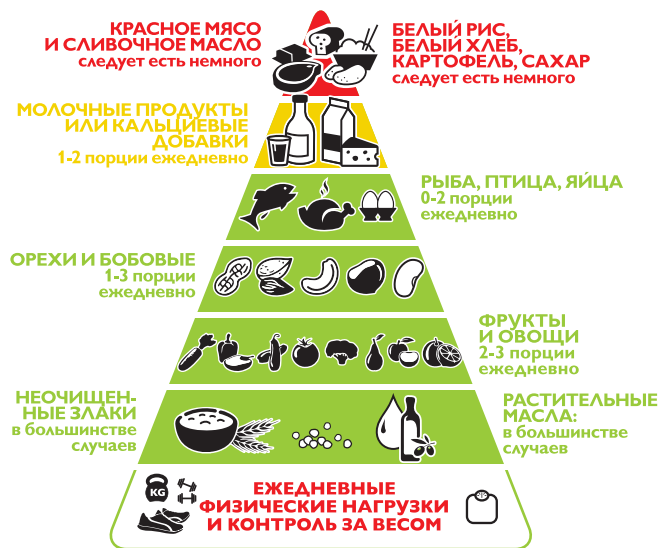 КРАСНОЕ МЯСО
И СЛИВОЧНОЕ МАСЛО
следует есть немного
БЕЛЫЙ РИС,
БЕЛЫЙ ХЛЕБ,
КАРТОФЕЛЬ, САХАР
следует есть немного
МОЛОЧНЫЕ ПРОДУКТЫ
ИЛИ КАЛЬЦИЕВЫЕ
ДОБАВКИ
1-2 порции ежедневно
РЫБА, ПТИЦА, ЯЙЦА
0-2 порции
ежедневно
ОРЕХИ И БОБОВЫЕ
1-3 порции
ежедневно
ФРУКТЫ
И ОВОЩИ
2-3 порции
ежедневно
НЕОЧИЩЕН-
НЫЕ ЗЛАКИ
в большинстве
случаев
РАСТИТЕЛЬНЫЕ
МАСЛА:
в большинстве
случаев
KG
ЕЖЕДНЕВНЫЕ
ФИЗИЧЕСКИЕ НАГРУЗКИ
И КОНТРОЛЬ ЗА ВЕСОМ